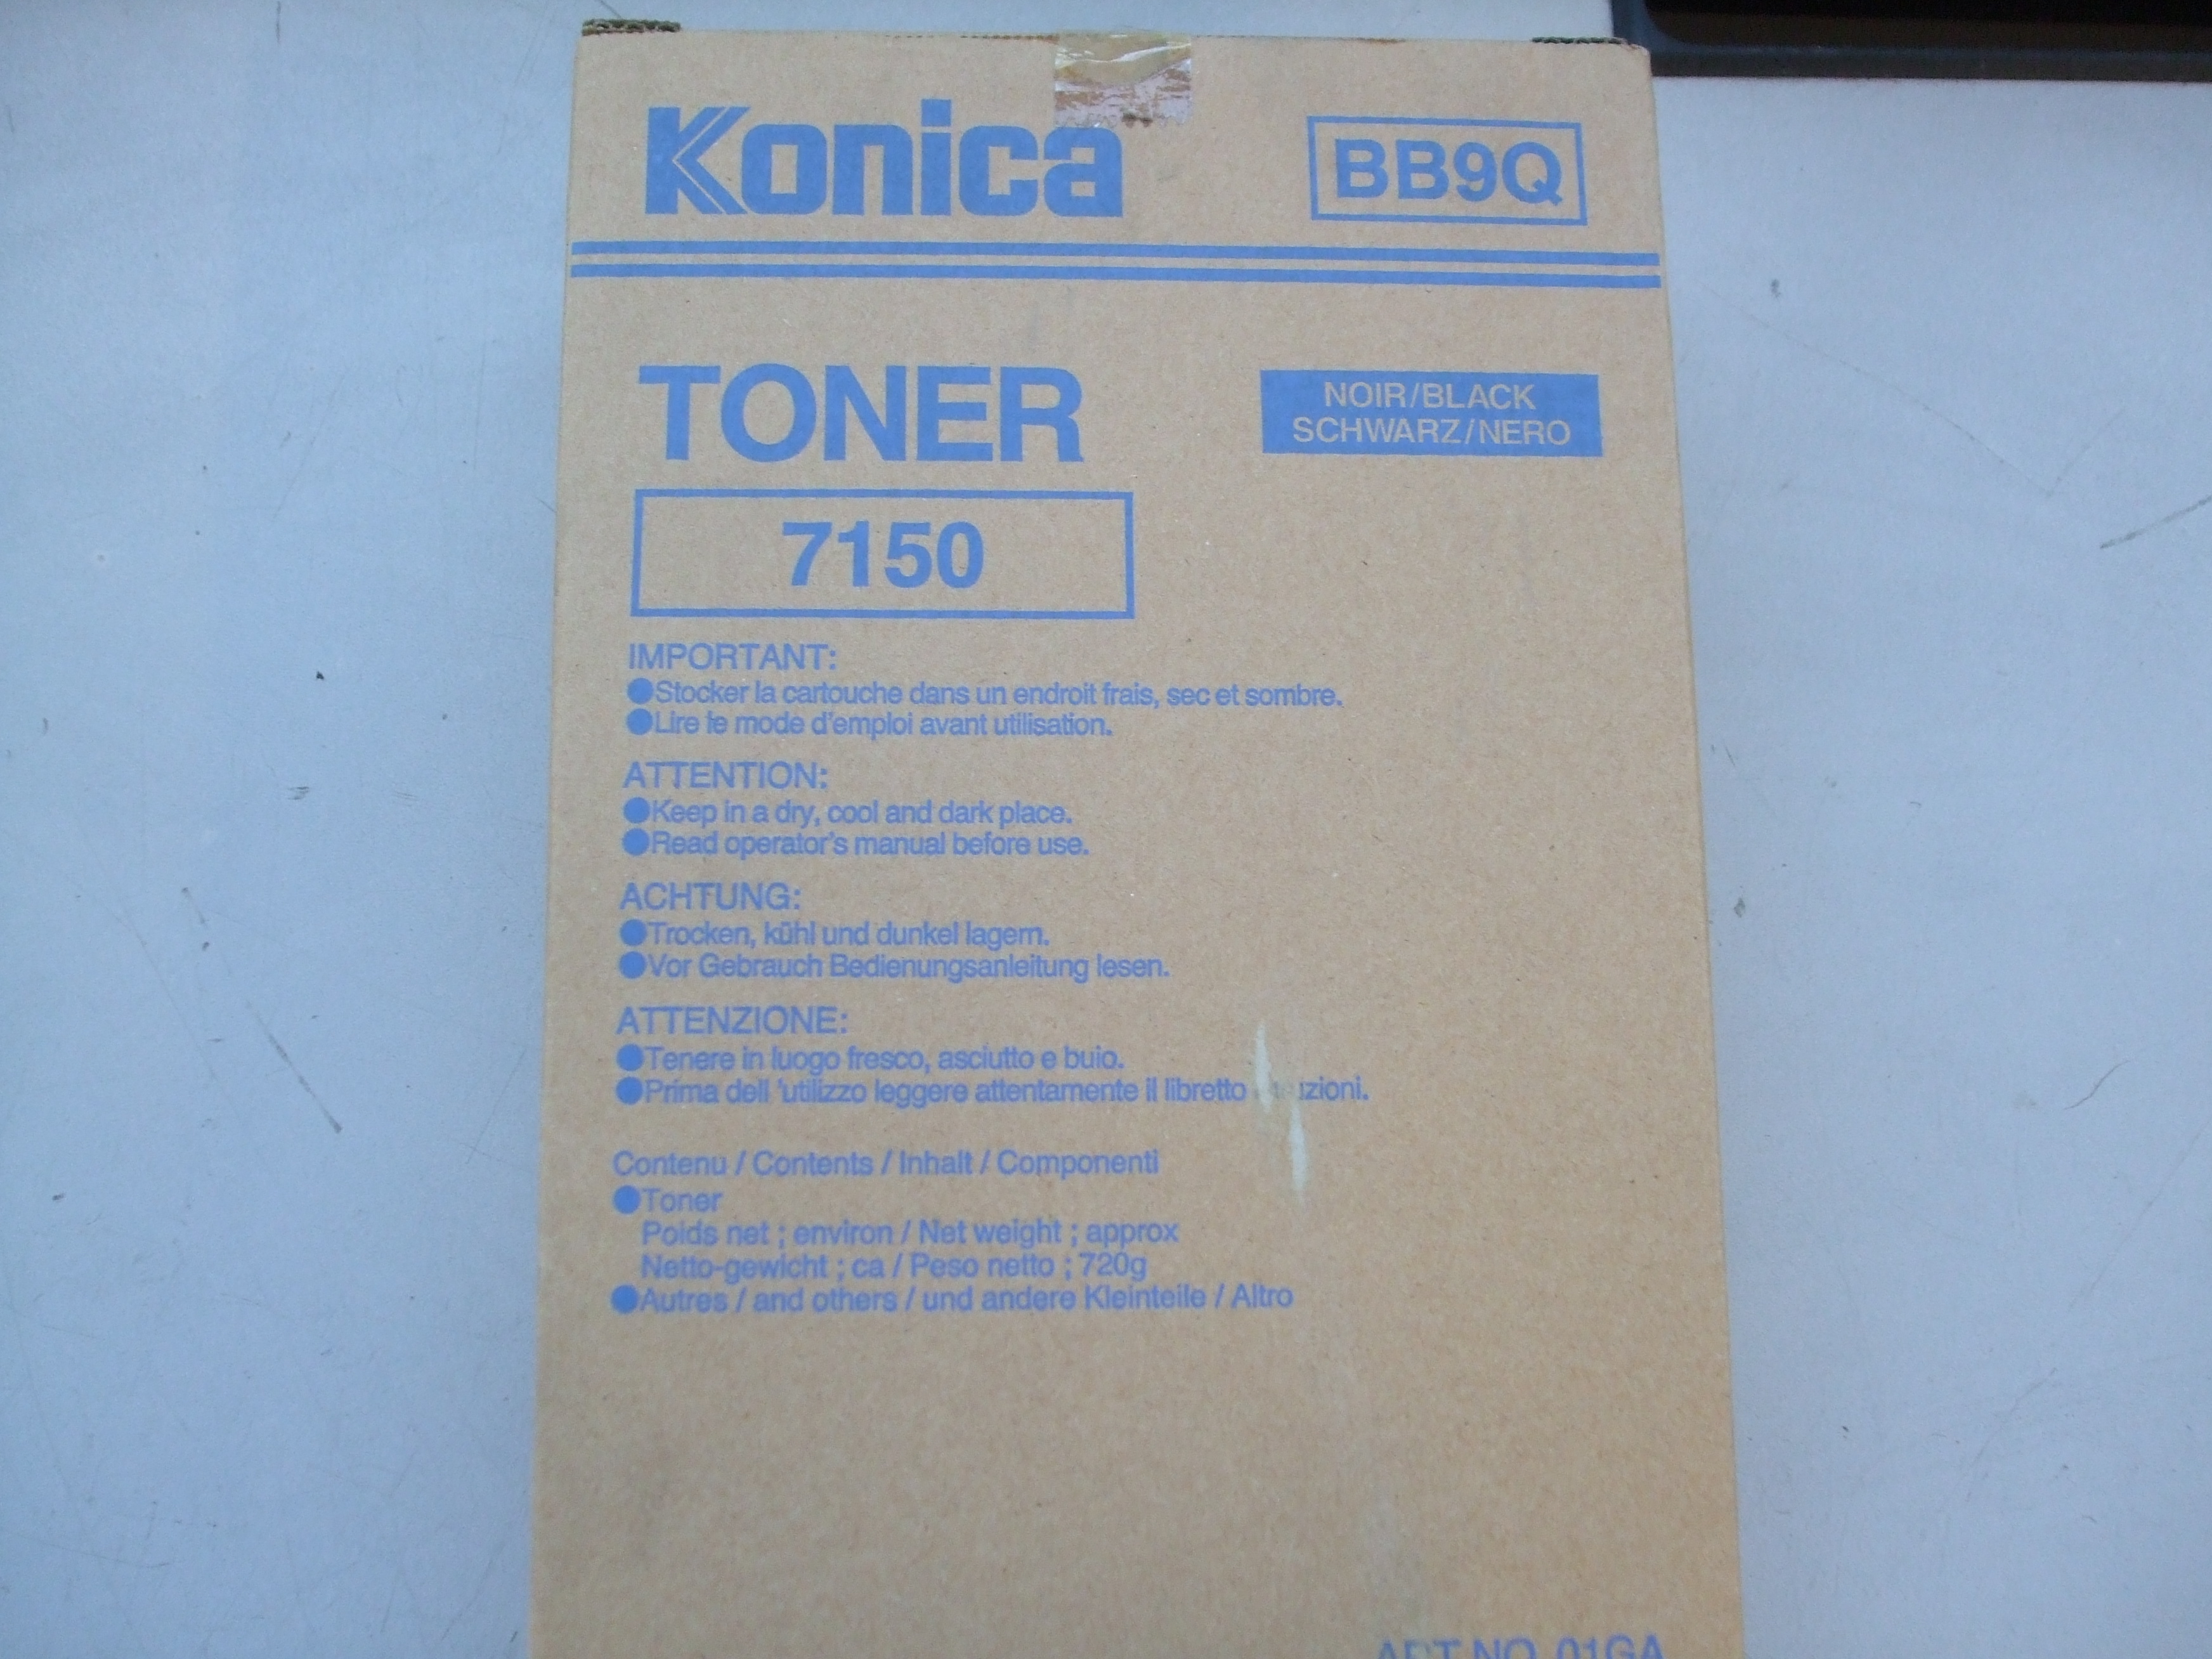 Konica
BB9Q
TONER
NOIR/BLACK
SCHWARZ/NERO
7150
IMPORTANT:
●Stocker la cartouche dans un endroit frais, sec et sombre.
●Lire le mode d'emploi avant utilisation.
ATTENTION:
●Keep in a dry, cool and dark place.
●Read operator's manual before use.
ACHTUNG:
●Trocken, kühl und dunkel lagern.
●Vor Gebrauch Bedienungsanleitung lesen.
ATTENZIONE:
●Tenere in luogo fresco, asciutto e buio.
●Prima dell 'utilizzo leggere attentamente il libretto
Contenu / Contents / Inhalt / Componenti
●Toner
Poids net ; environ / Net weight ; approx
Netto-gewicht ; ca / Peso netto ; 720g
●Autres / and others / und andere Kleinteile / Altro
ART NO. 01GA